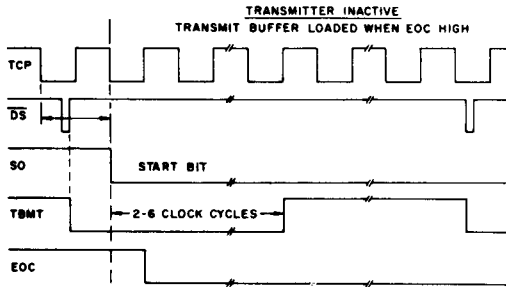 TRANSMITTER INACTIVE
TRANSMIT BUFFER LOADED WHEN EOC HIGH
TCP
DS
SO
START BIT
TBMT
2-6 CLOCK CYCLES
EOC